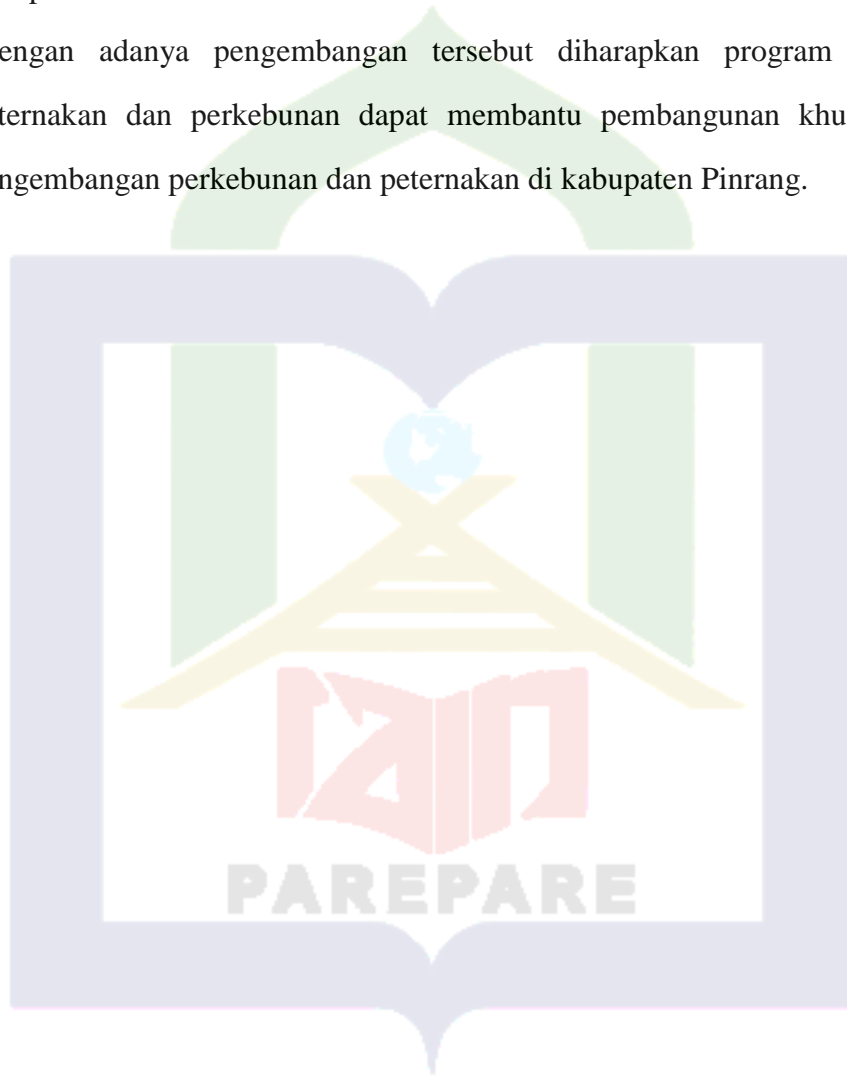 engan adanya pengembangan tersebut diharapkan program
ternakan dan perkebunan dapat membantu pembangunan khu
ngembangan perkebunan dan peternakan di kabupaten Pinrang.
iain
PAREPARE